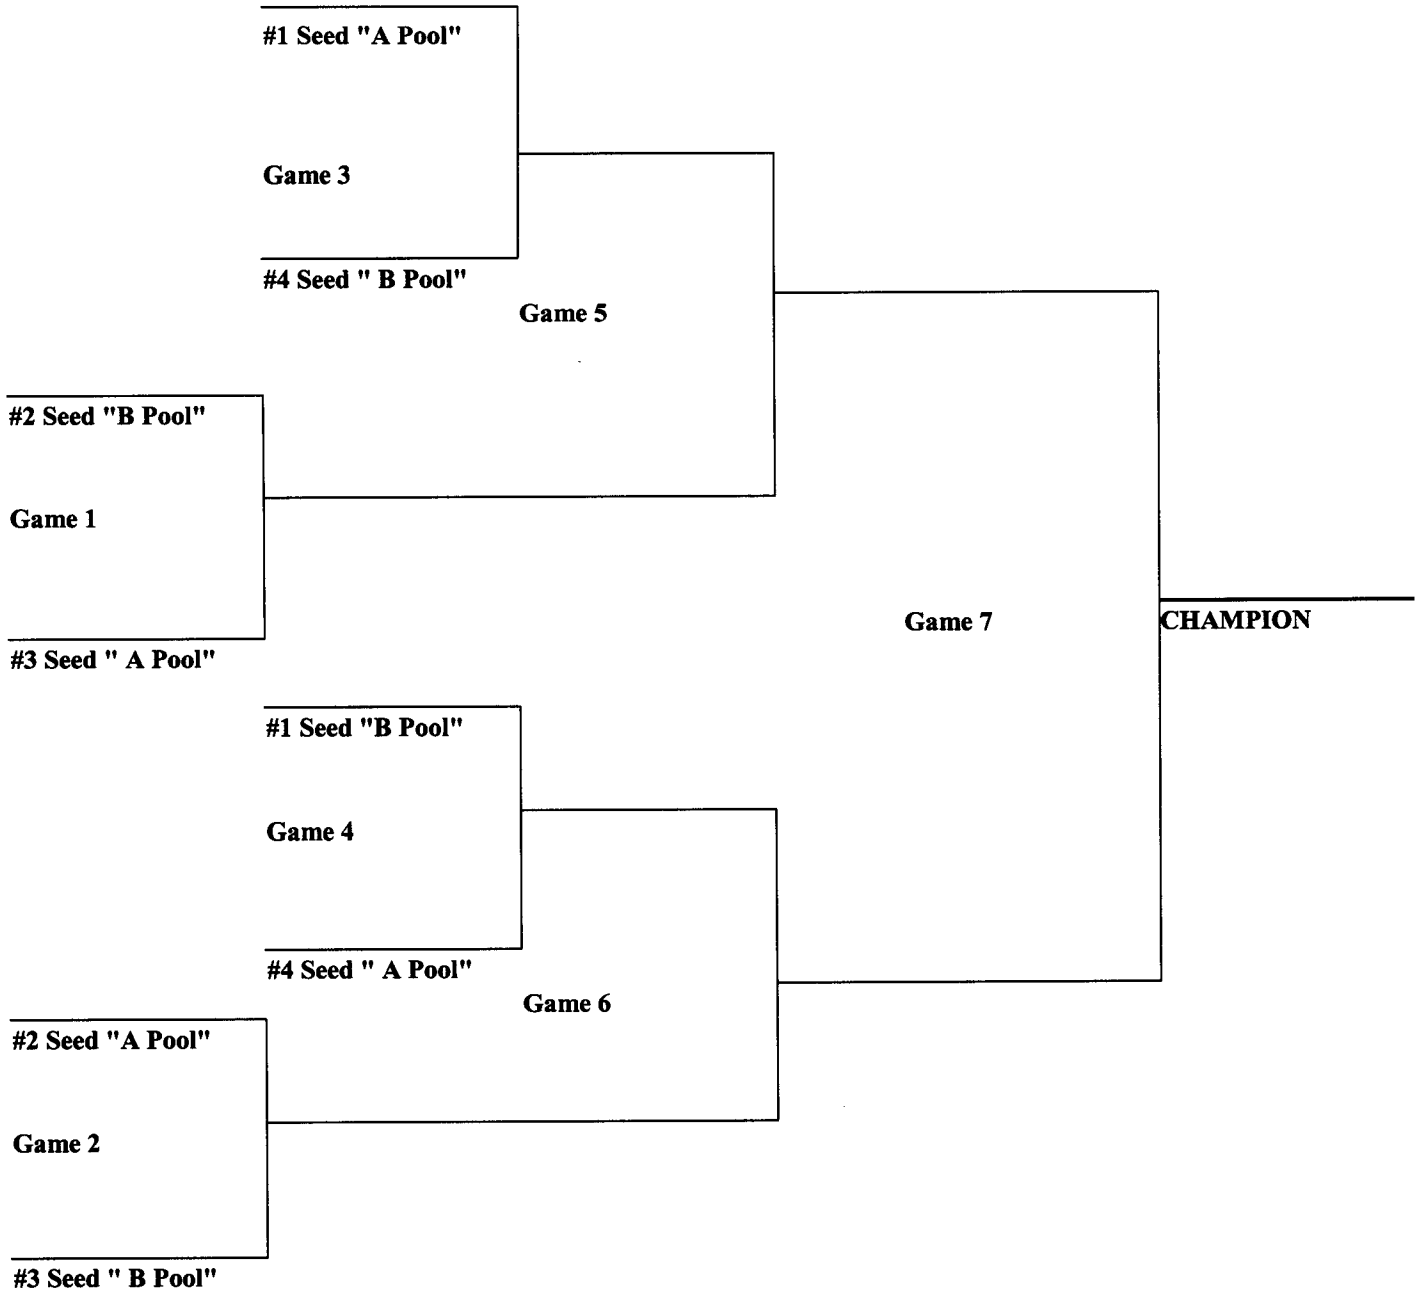 #1 Seed "A Pool"
Game 3
#4 Seed " B Pool"
Game 5
#2 Seed "B Pool"
Game 1
Game 7
CHAMPION
#3 Seed " A Pool"
#1 Seed "B Pool"
Game 4
#4 Seed " A Pool"
Game 6
#2 Seed "A Pool"
Game 2
#3 Seed " B Pool"